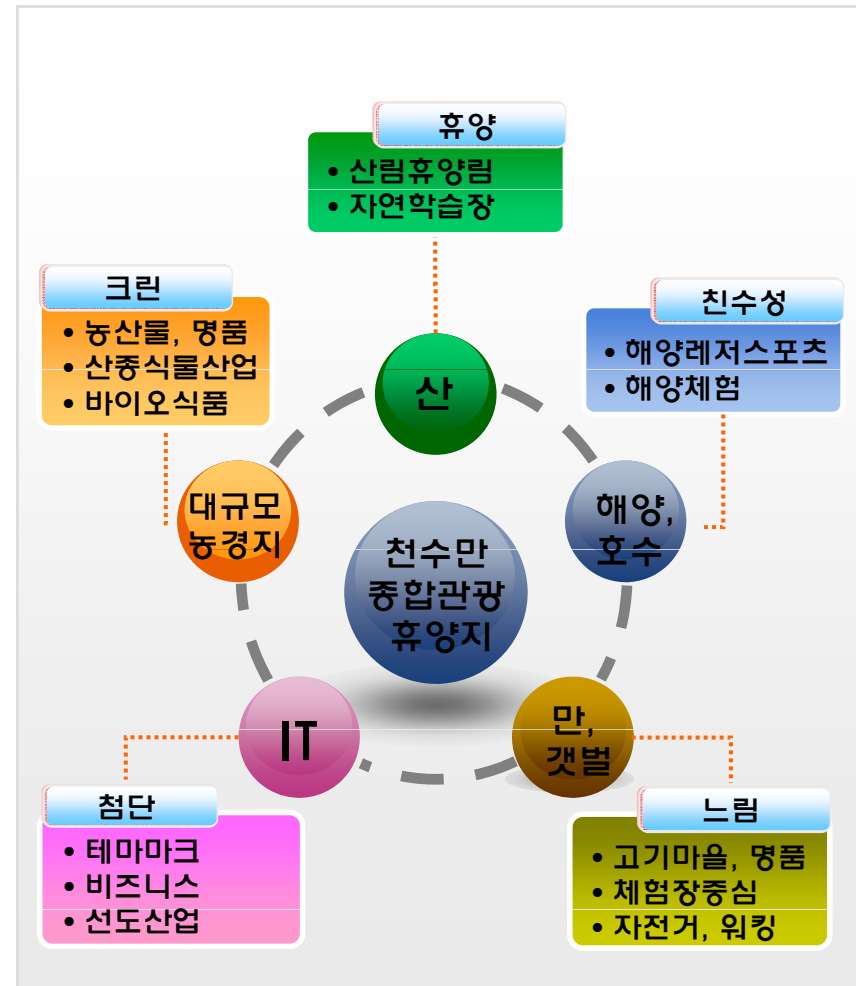 휴양
• 산림휴양림
• 자연학습장
크린
• 농산물, 명품
• 산종식물산업
• 바이오식품
친수성
• 해양레저스포츠
• 해양체험
산
대규모
농경지
해양,
호수
천수만
종합관광
휴양지
IT
만,
갯벌
첨단
• 테마마크
• 비즈니스
• 선도산업
느림
• 고기마을, 명품
• 체험장중심
• 자전거, 워킹